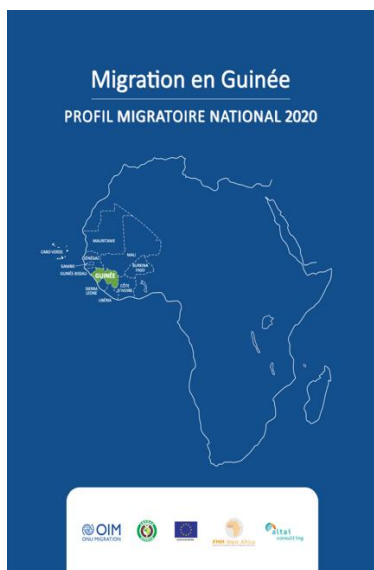 Migration en Guinée
PROFIL MIGRATOIRE NATIONAL 2020
MAURITANIE
CABO VERDE
MALI
SÉNÉGAL
GAMBIE
BURKINA
FASO
GUINÉE-BISSAU
GUINÉE
CÔTE
D'IVOIRE
SIERRA
LEONE
LIBÉRIA
OIM
ONU MIGRATION
FMM West Africa
altai
consulting